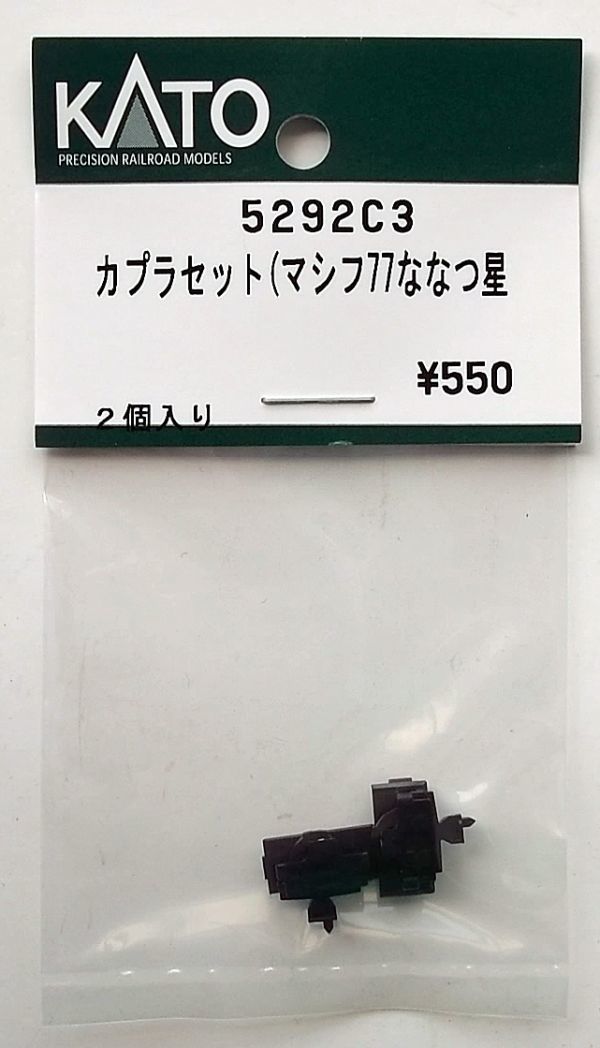 KATO
PRECISION RAILROAD MODELS
5292C3
カプラセット(マシフ77ななつ星
¥550
2個入り